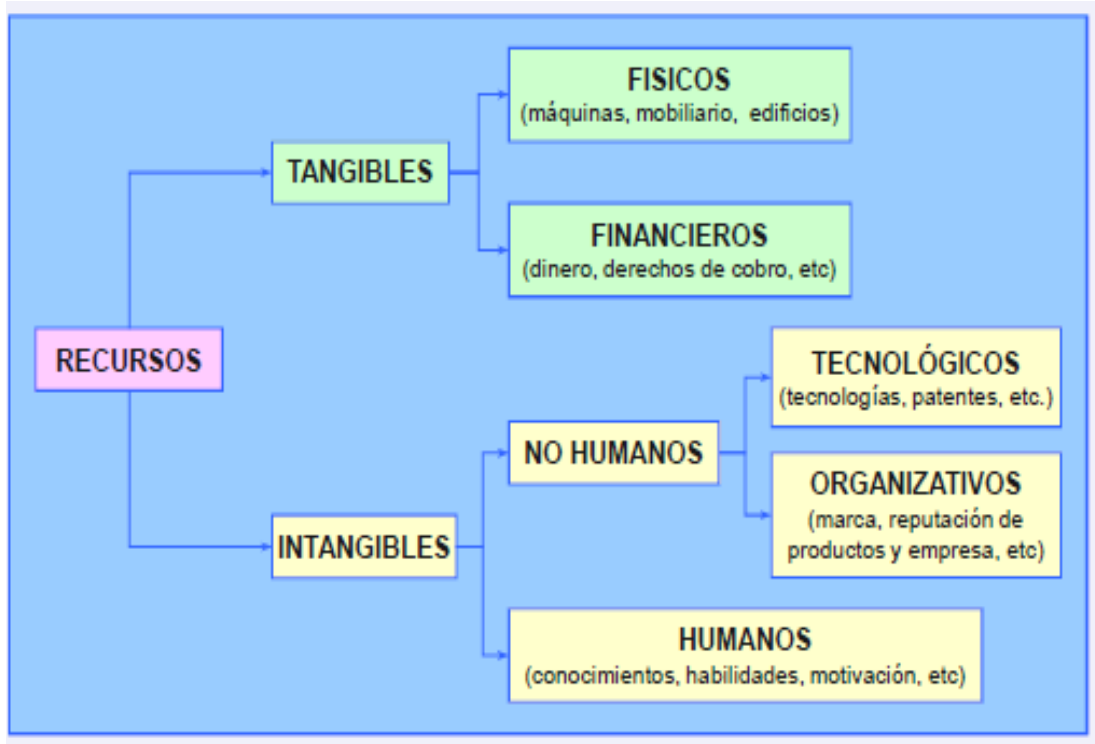 FISICOS
(máquinas, mobiliario, edificios)
TANGIBLES
FINANCIEROS
(dinero, derechos de cobro, etc)
RECURSOS
TECNOLÓGICOS
(tecnologías, patentes, etc.)
NO HUMANOS
ORGANIZATIVOS
(marca, reputación de
productos y empresa, etc)
INTANGIBLES
HUMANOS
(conocimientos, habilidades, motivación, etc)